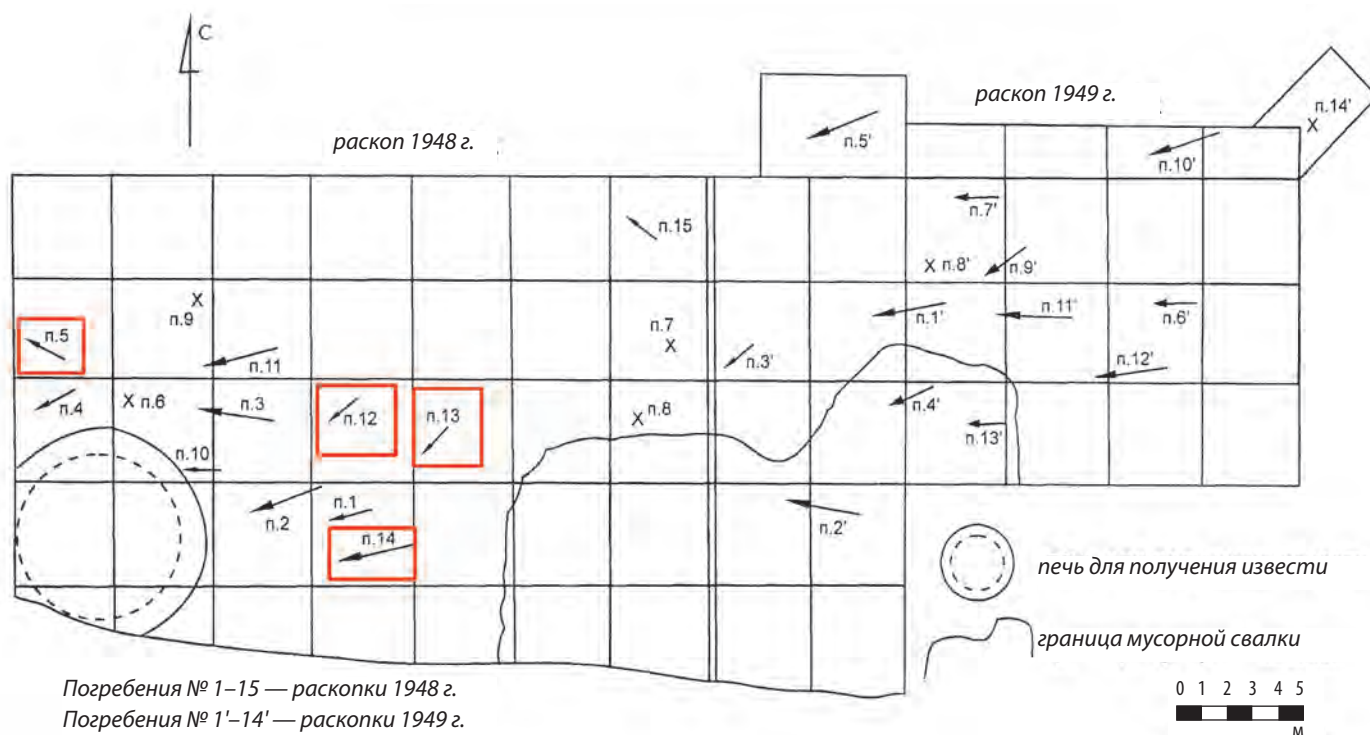 С
раскоп 1948 г.
раскоп 1949 г.
п.14'
п.5'
п.10'
п.15
п.7'
X п.8'
п.9'
X
п.9
п.5
п.11
п.7
X
п.3'
п.1'
п.11'
п.6'
п.12'
п.4
X п.6
п.3
п.12
п.13
X п.8
п.4'
п.13'
п.10
п.2
п.1
п.14
п.2'
печь для получения извести
граница мусорной свалки
Погребения № 1–15 — раскопки 1948 г.
Погребения № 1'–14' — раскопки 1949 г.
0 1 2 3 4 5
м